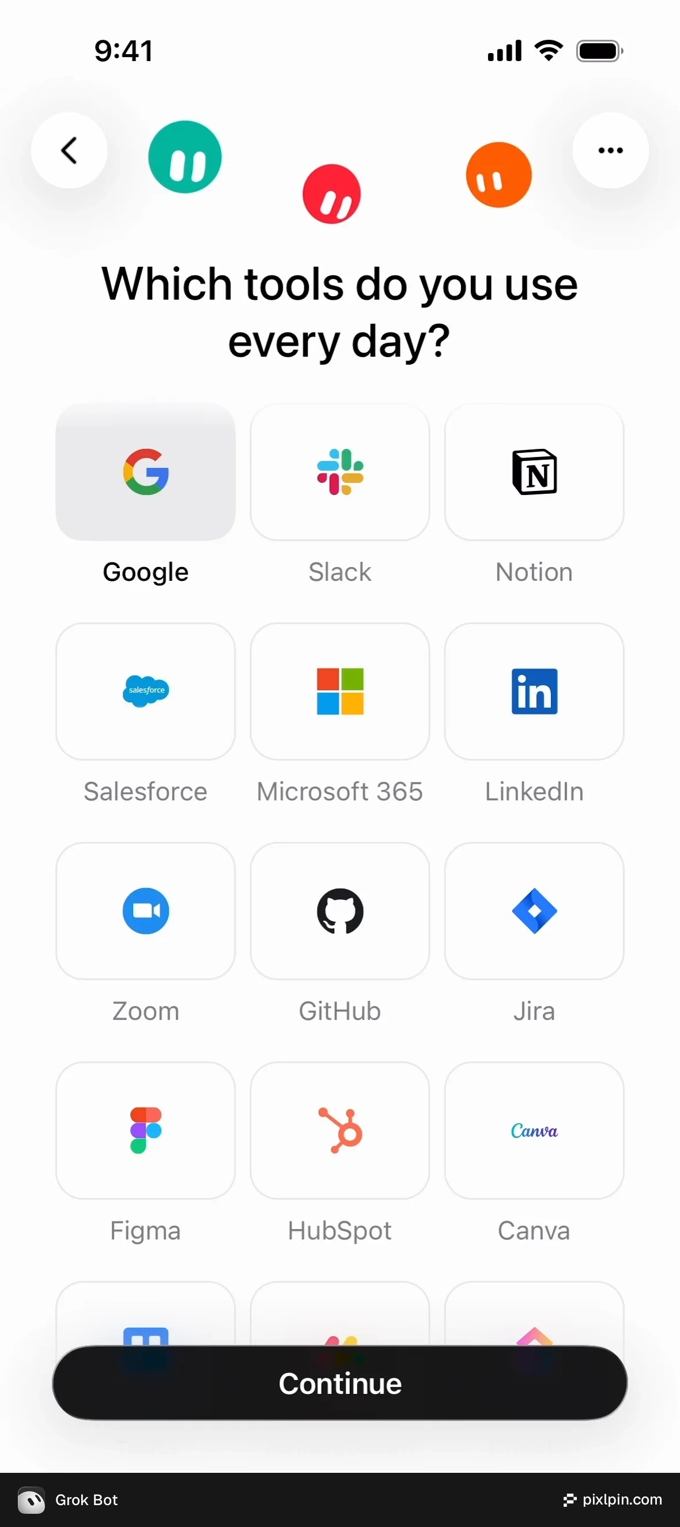 9:41
Which tools do you use
every day?
Google
Slack
Notion
salesforce
Salesforce
Microsoft 365
in
LinkedIn
Zoom
GitHub
Jira
Canva
Figma
HubSpot
Canva
Continue
Grok Bot
pixlpin.com